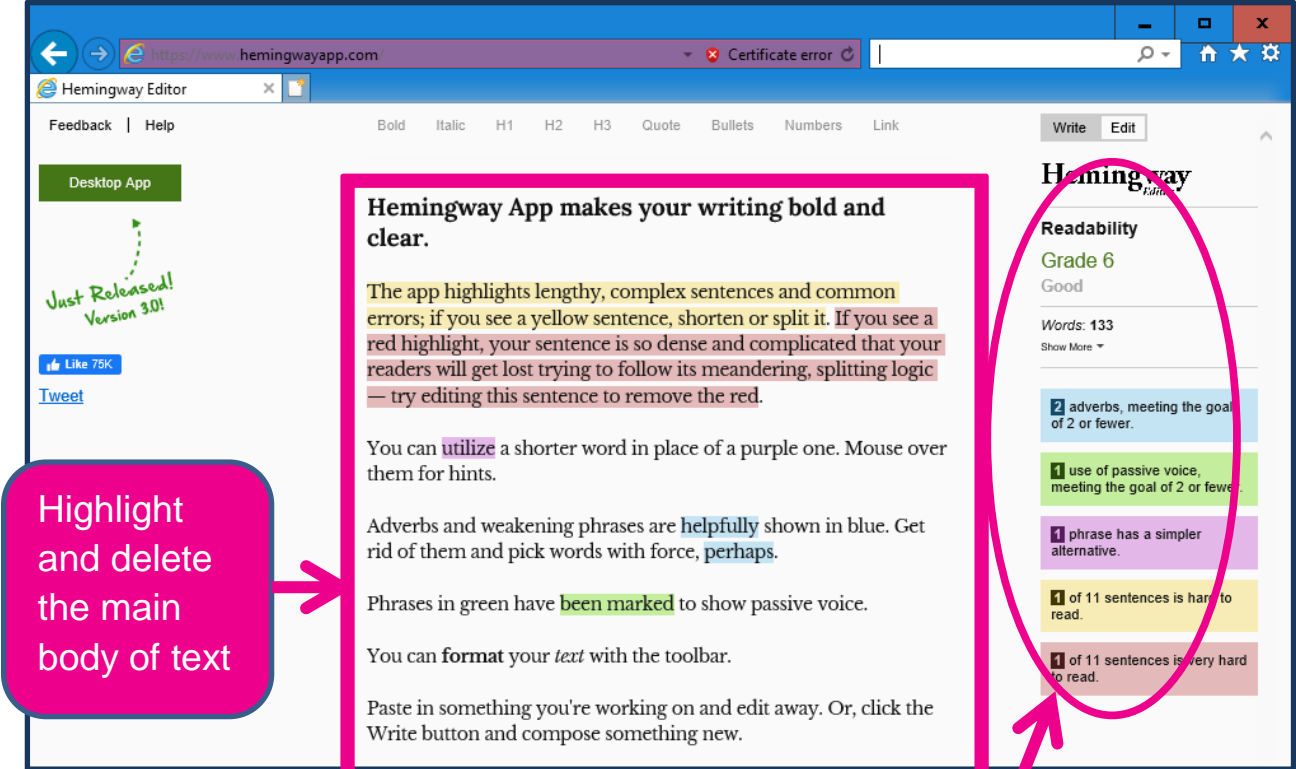 https://www.hemingwayapp.com/
Certificate error
Hemingway Editor
Feedback | Help
Bold Italic H1 H2 H3 Quote Bullets Numbers Link
Write Edit
Desktop App
Just Released!
Version 3.0!
Like 75K
Tweet
Highlight
and delete
the main
body of text
Hemingway App makes your writing bold and
clear.
The app highlights lengthy, complex sentences and common
errors; if you see a yellow sentence, shorten or split it. If you see a
red highlight, your sentence is so dense and complicated that your
readers will get lost trying to follow its meandering, splitting logic
— try editing this sentence to remove the red.
You can utilize a shorter word in place of a purple one. Mouse over
them for hints.
Adverbs and weakening phrases are helpfully shown in blue. Get
rid of them and pick words with force, perhaps.
Phrases in green have been marked to show passive voice.
You can format your text with the toolbar.
Paste in something you're working on and edit away. Or, click the
Write button and compose something new.
Hemingway
Editor
Readability
Grade 6
Good
Words: 133
Show More
2 adverbs, meeting the goal
of 2 or fewer.
1 use of passive voice,
meeting the goal of 2 or fewer.
1 phrase has a simpler
alternative.
1 of 11 sentences is hard to
read.
1 of 11 sentences is very hard
to read.